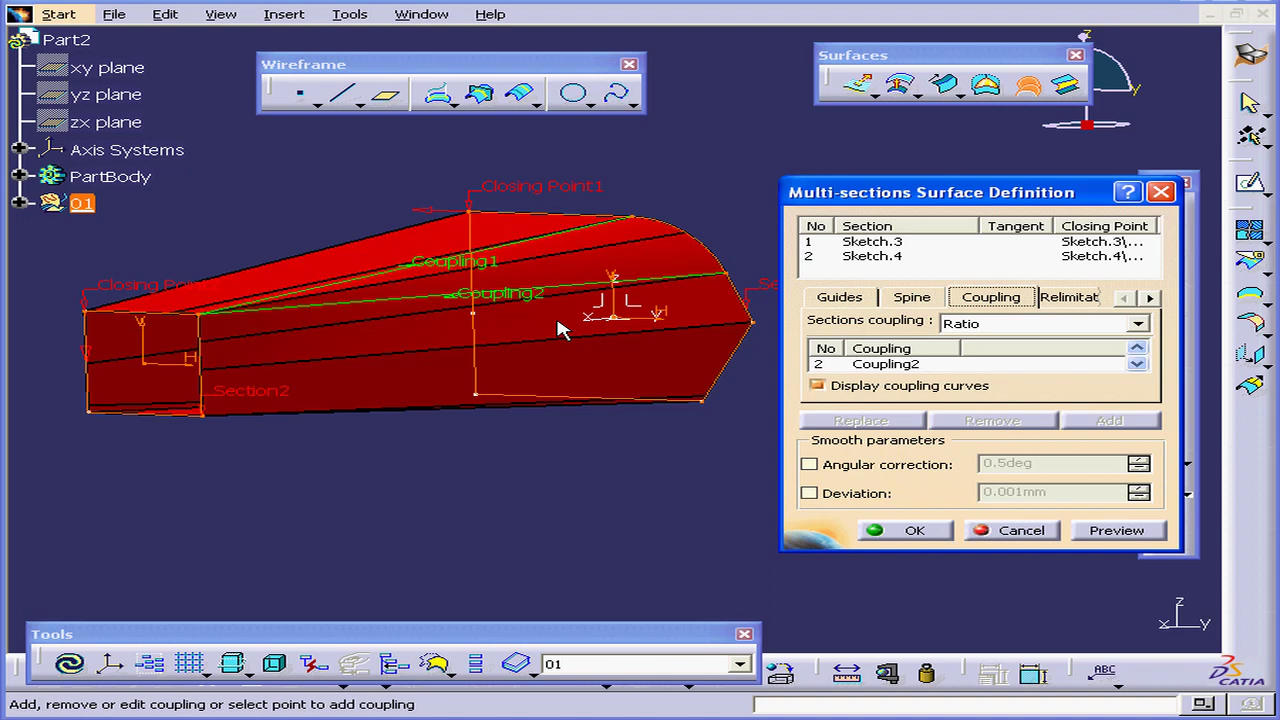 Start File Edit View Insert Tools Window Help
Part2
xy plane
yz plane
zx plane
Axis Systems
PartBody
01
Wireframe
Surfaces
z
y
Closing Point1
Coupling1
Coupling2
V
H
Section2
V
H
Multi-sections Surface Definition
No Section Tangent Closing Point
1 Sketch.3 Sketch.3\...
2 Sketch.4 Sketch.4\...
Guides Spine Coupling Relimitat
Sections coupling : Ratio
No Coupling
2 Coupling2
Display coupling curves
Replace Remove Add
Smooth parameters
Angular correction: 0.5deg
Deviation: 0.001mm
OK Cancel Preview
z
x y
Tools
01
ABC
CATIA
Add, remove or edit coupling or select point to add coupling